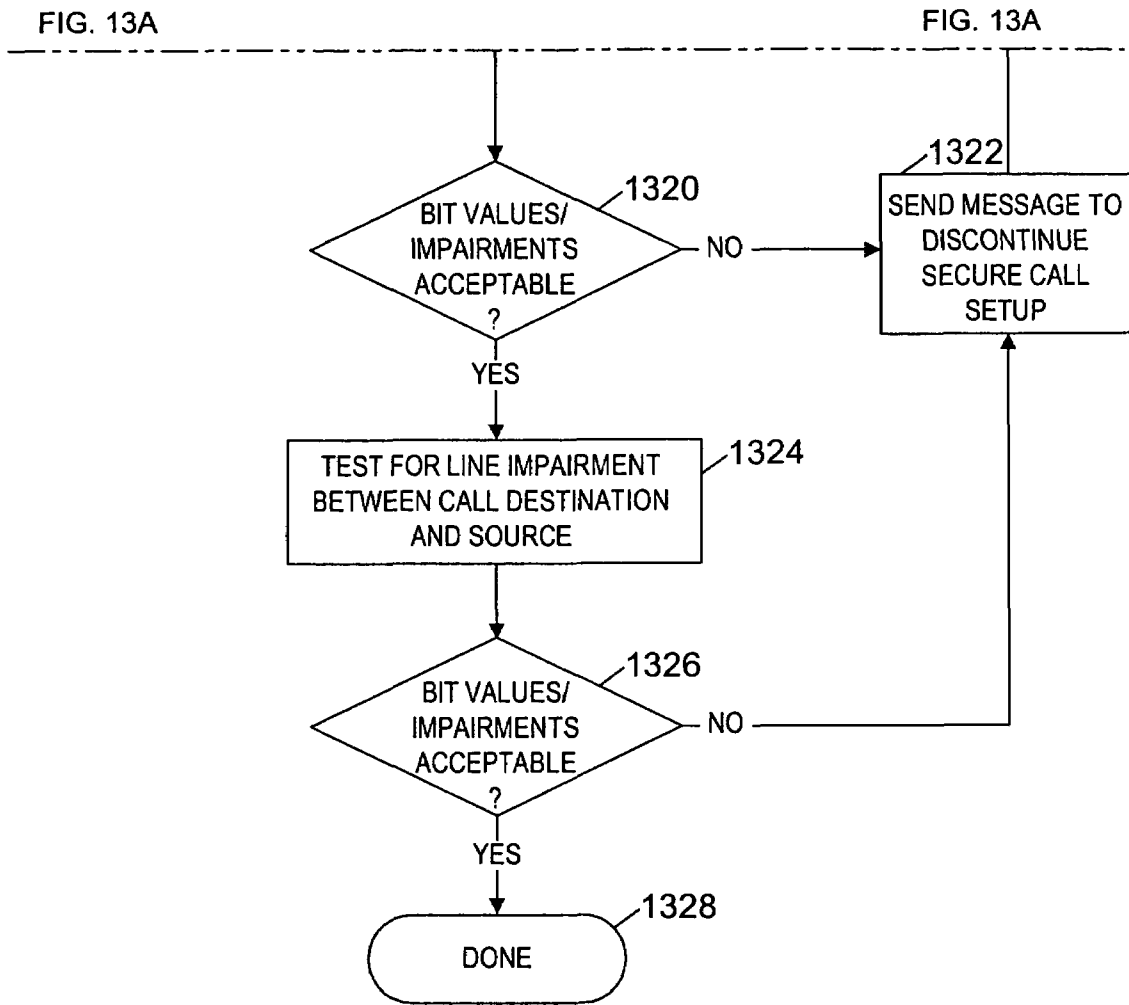 FIG. 13A
FIG. 13A
1320
BIT VALUES/
IMPAIRMENTS
ACCEPTABLE
?
NO
1322
SEND MESSAGE TO
DISCONTINUE
SECURE CALL
SETUP
YES
1324
TEST FOR LINE IMPAIRMENT
BETWEEN CALL DESTINATION
AND SOURCE
1326
BIT VALUES/
IMPAIRMENTS
ACCEPTABLE
?
NO
YES
1328
DONE